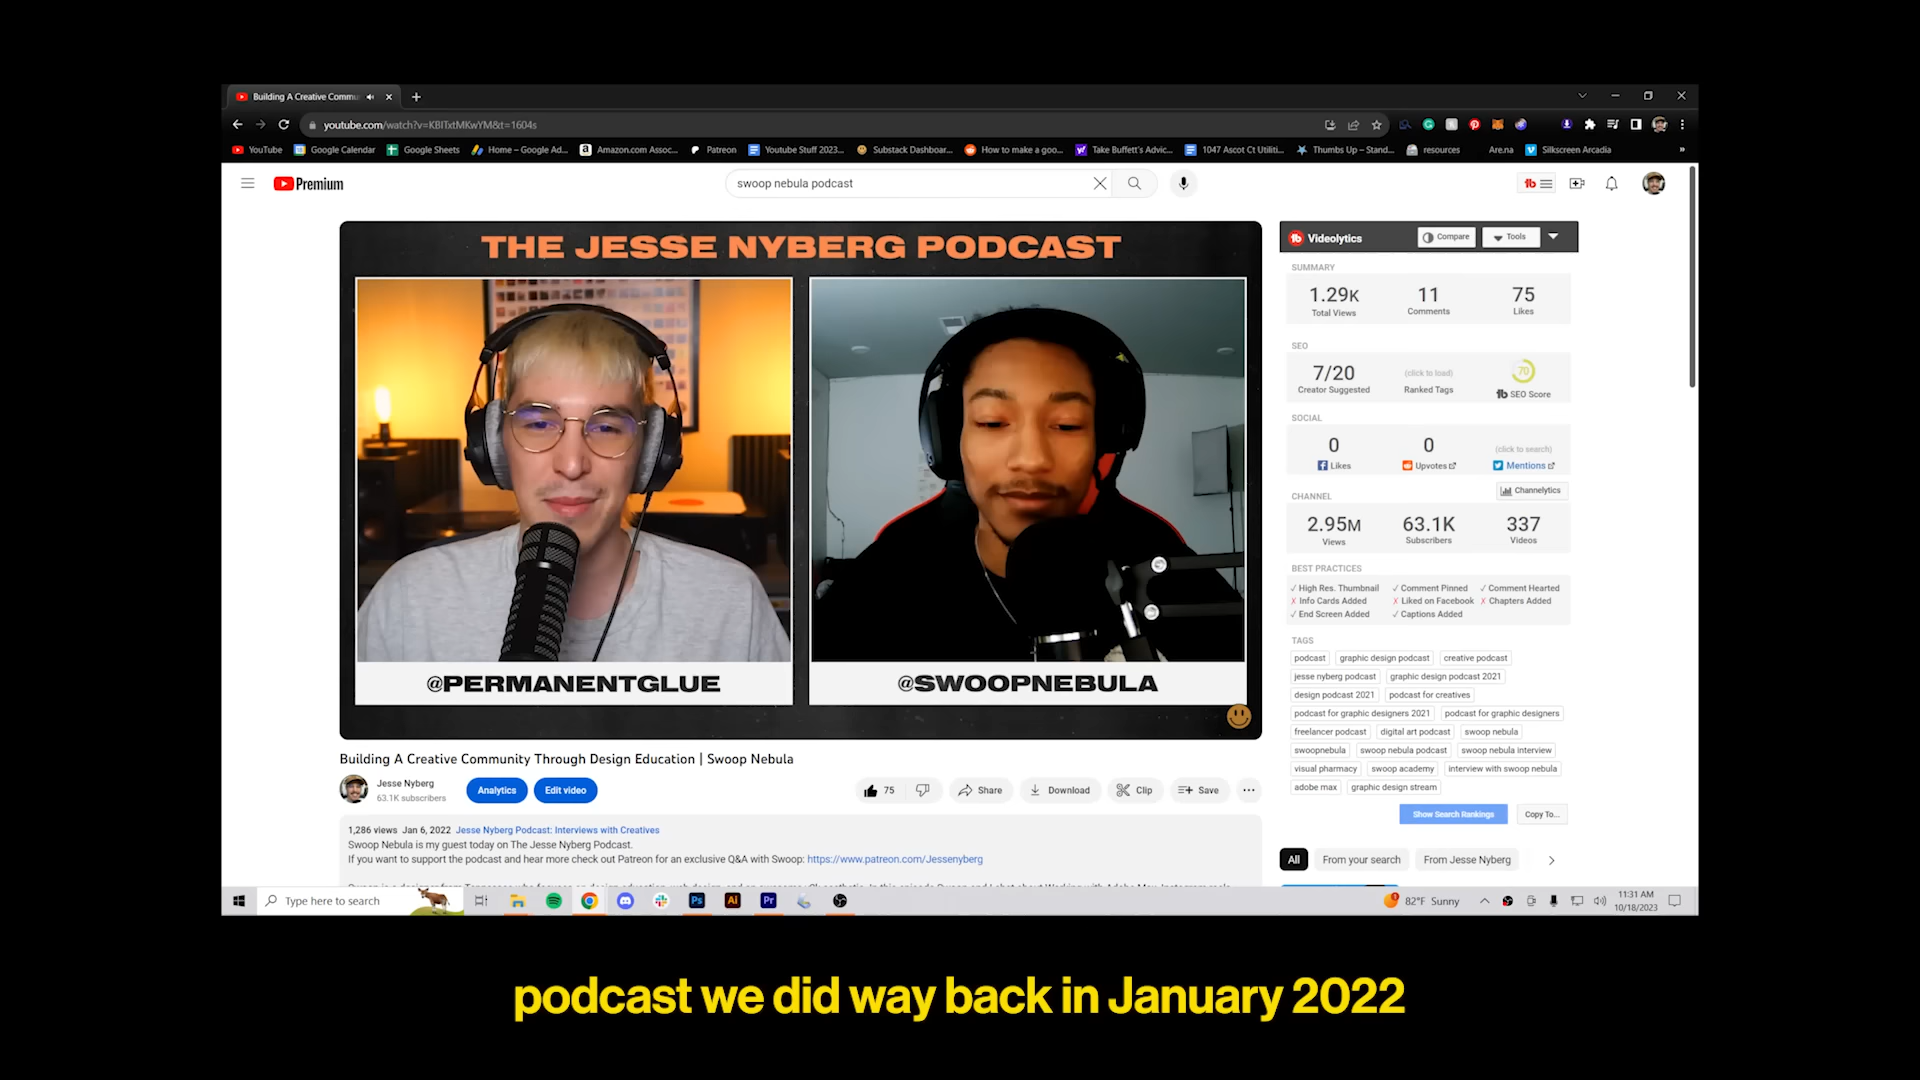 Building A Creative Commu
youtube.com/watch?v=KBITxtMKwYM&t=1604s
YouTube Google Calendar Google Sheets Home – Google Ad... Amazon.com Assoc... Patreon Youtube Stuff 2023... Substack Dashboar... How to make a goo... Take Buffett's Advic... 1047 Ascot Ct Utiliti... Thumbs Up – Stand... resources Are.na Silkscreen Arcadia »
Premium
swoop nebula podcast
THE JESSE NYBERG PODCAST
@PERMANENTGLUE
@SWOOPNEBULA
Building A Creative Community Through Design Education | Swoop Nebula
Jesse Nyberg
63.1K subscribers
Analytics
Edit video
75
Share
Download
Clip
Save
1,286 views Jan 6, 2022 Jesse Nyberg Podcast: Interviews with Creatives
Swoop Nebula is my guest today on The Jesse Nyberg Podcast.
If you want to support the podcast and hear more check out Patreon for an exclusive Q&A with Swoop: https://www.patreon.com/Jessenyberg
tb
Videolytics
Compare
Tools
SUMMARY
1.29K 11 75
Total Views Comments Likes
SEO
7/20 (click to load) 70
Creator Suggested Ranked Tags tb SEO Score
SOCIAL
0 0 (click to search)
Likes Upvotes Mentions
Channelytics
CHANNEL
2.95M 63.1K 337
Views Subscribers Videos
BEST PRACTICES
✓ High Res. Thumbnail ✓ Comment Pinned ✓ Comment Hearted
✗ Info Cards Added ✗ Liked on Facebook ✗ Chapters Added
✓ End Screen Added ✓ Captions Added
TAGS
podcast graphic design podcast creative podcast
jesse nyberg podcast graphic design podcast 2021
design podcast 2021 podcast for creatives
podcast for graphic designers 2021 podcast for graphic designers
freelancer podcast digital art podcast swoop nebula
swoopnebula swoop nebula podcast swoop nebula interview
visual pharmacy swoop academy interview with swoop nebula
adobe max graphic design stream
Show Search Rankings
Copy To...
All From your search From Jesse Nyberg
Type here to search
Ps Ai Pr
82°F Sunny
11:31 AM
10/18/2023
podcast we did way back in January 2022